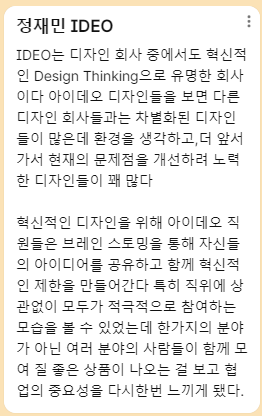 정재민 IDEO
IDEO는 디자인 회사 중에서도 혁신적
인 Design Thinking으로 유명한 회사
이다 아이데오 디자인들을 보면 다른
디자인 회사들과는 차별화된 디자인
들이 많은데 환경을 생각하고,더 앞서
가서 현재의 문제점을 개선하려 노력
한 디자인들이 꽤 많다

혁신적인 디자인을 위해 아이데오 직
원들은 브레인 스토밍을 통해 자신들
의 아이디어를 공유하고 함께 혁신적
인 제한을 만들어간다 특히 직위에 상
관없이 모두가 적극적으로 참여하는
모습을 볼 수 있었는데 한가지의 분야
가 아닌 여러 분야의 사람들이 함께 모
여 질 좋은 상품이 나오는 걸 보고 협
업의 중요성을 다시한번 느끼게 됐다.